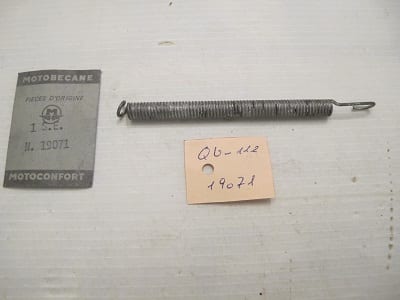 MOTOBECANE
PIECES D'ORIGINE
M
1 S.E.
N. 19071
MOTOCONFORT
Qb-112
19071